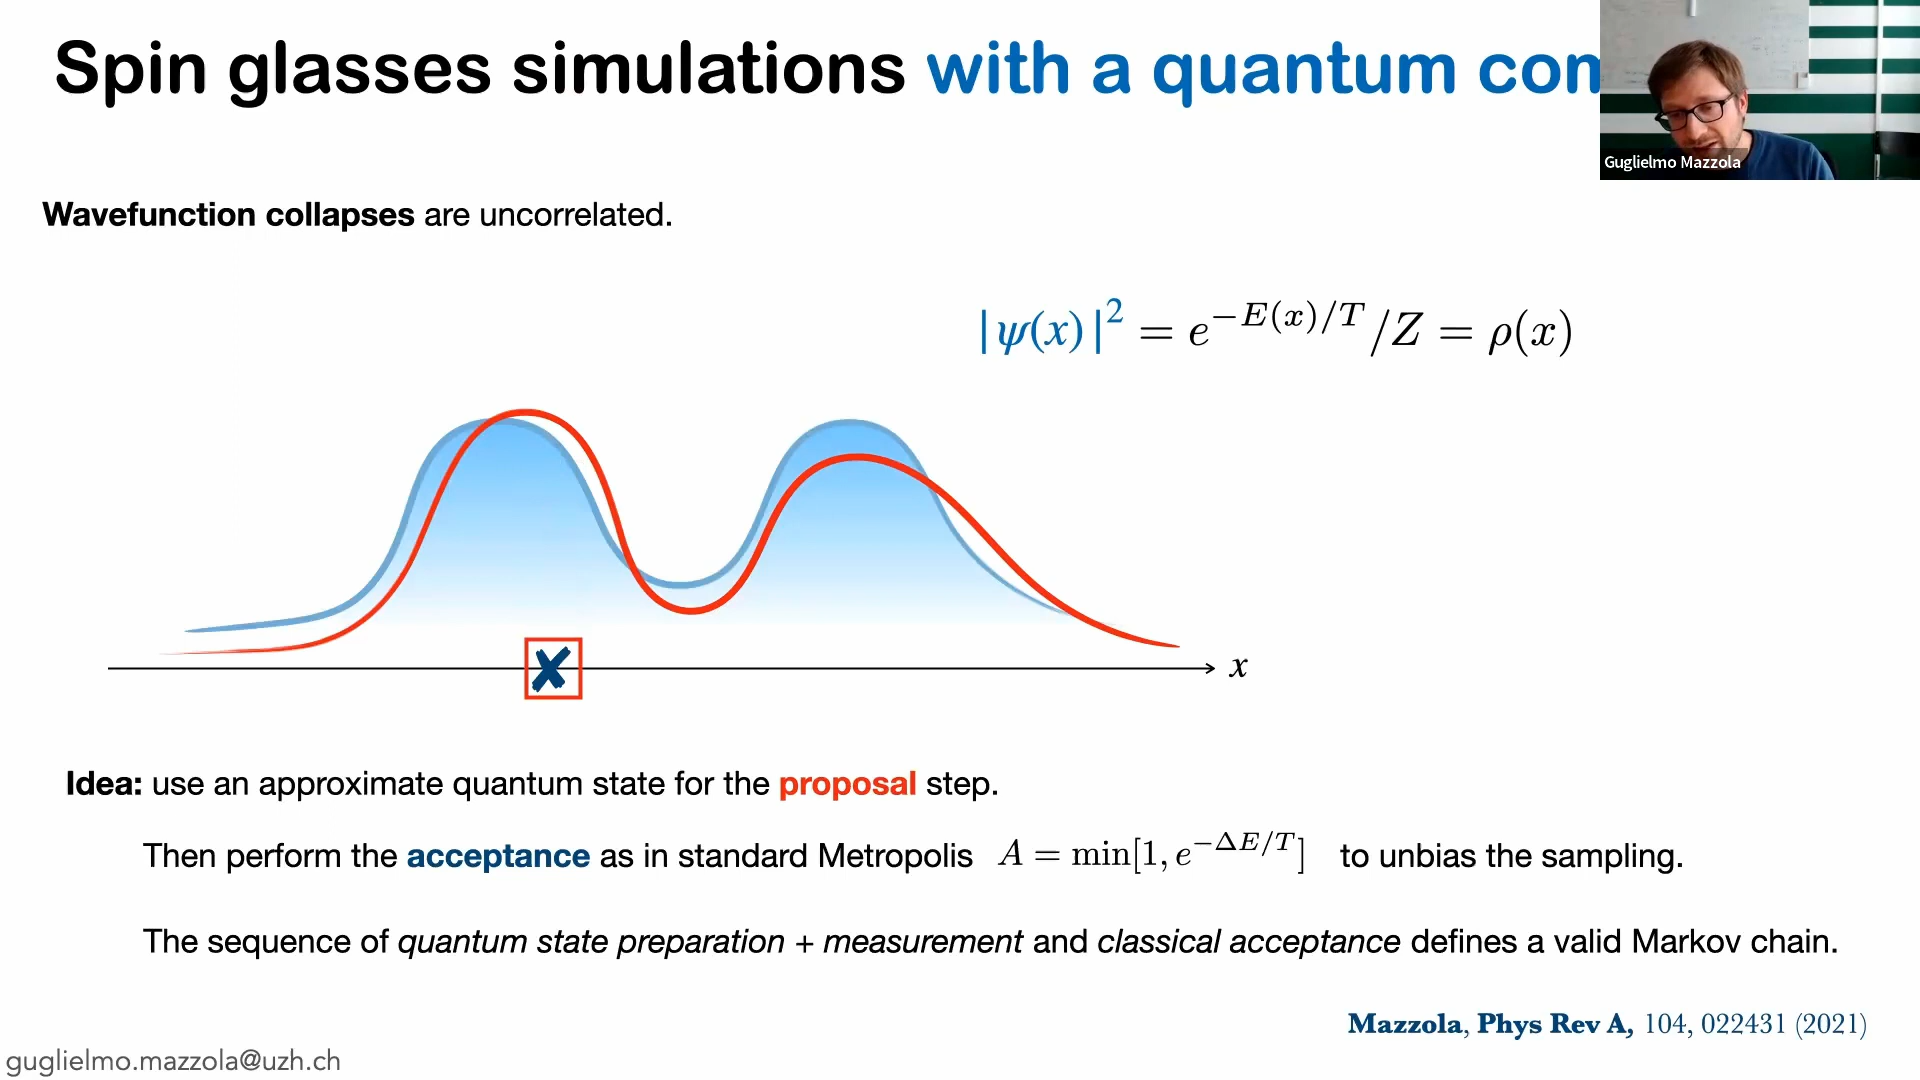 Spin glasses simulations with a quantum com
Guglielmo Mazzola
Wavefunction collapses are uncorrelated.
|ψ(x)|² = e^{-E(x)/T}/Z = ρ(x)
x
Idea: use an approximate quantum state for the proposal step.
Then perform the acceptance as in standard Metropolis A = min[1, e^{-ΔE/T}] to unbias the sampling.
The sequence of quantum state preparation + measurement and classical acceptance defines a valid Markov chain.
Mazzola, Phys Rev A, 104, 022431 (2021)
guglielmo.mazzola@uzh.ch